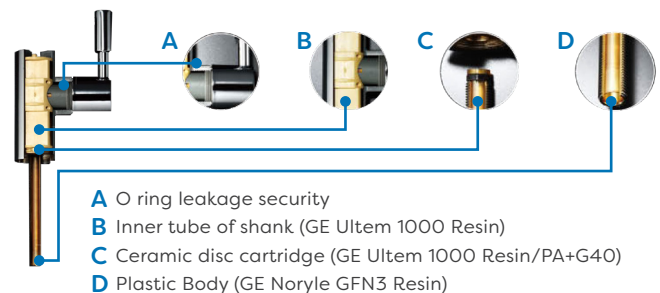 A B C D
A O ring leakage security
B Inner tube of shank (GE Ultem 1000 Resin)
C Ceramic disc cartridge (GE Ultem 1000 Resin/PA+G40)
D Plastic Body (GE Noryle GFN3 Resin)